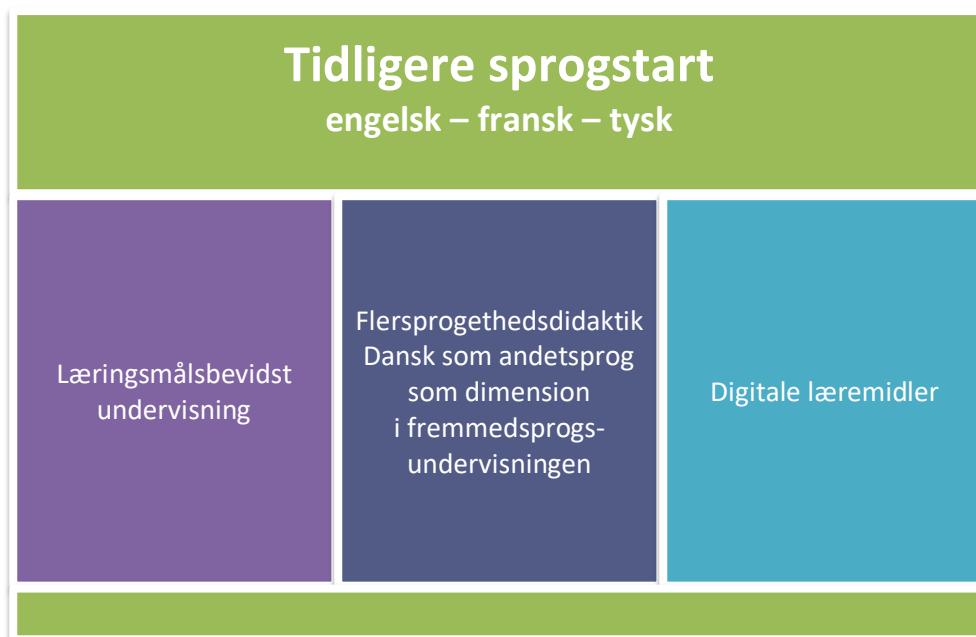 Tidligere sprogstart
engelsk – fransk – tysk
Læringsmålsbevidst
undervisning
Flersprogethedsdidaktik
Dansk som andetsprog
som dimension
i fremmedsprogs-
undervisningen
Digitale læremidler